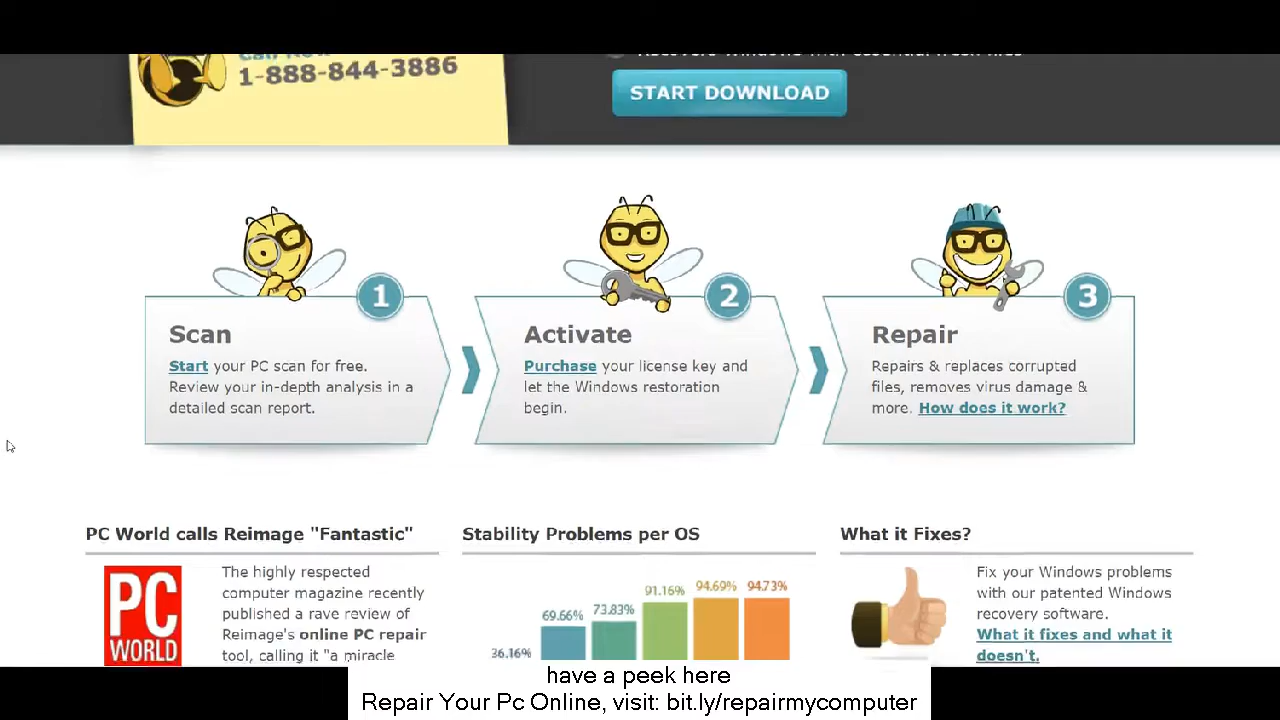 1-888-844-3886
START DOWNLOAD
1
2
3
Scan
Start your PC scan for free.
Review your in-depth analysis in a
detailed scan report.
Activate
Purchase your license key and
let the Windows restoration
begin.
Repair
Repairs & replaces corrupted
files, removes virus damage &
more. How does it work?
PC World calls Reimage "Fantastic"
PC
WORLD
The highly respected
computer magazine recently
published a rave review of
Reimage's online PC repair
tool, calling it "a miracle
Stability Problems per OS
36.16% 69.66% 73.83% 91.16% 94.69% 94.73%
What it Fixes?
Fix your Windows problems
with our patented Windows
recovery software.
What it fixes and what it
doesn't.
have a peek here
Repair Your Pc Online, visit: bit.ly/repairmycomputer